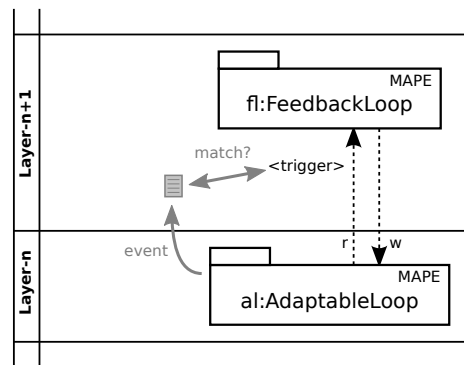 Layer-n+1
MAPE
fl:FeedbackLoop
match?
<trigger>
event
r
w
Layer-n
MAPE
al:AdaptableLoop